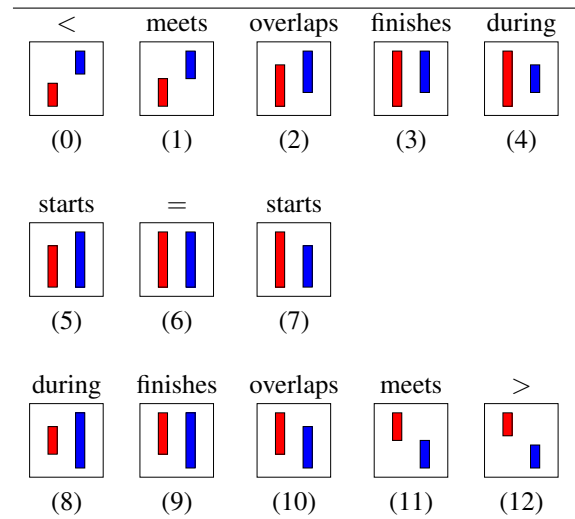 < meets overlaps finishes during
(0) (1) (2) (3) (4)
starts = starts
(5) (6) (7)
during finishes overlaps meets >
(8) (9) (10) (11) (12)